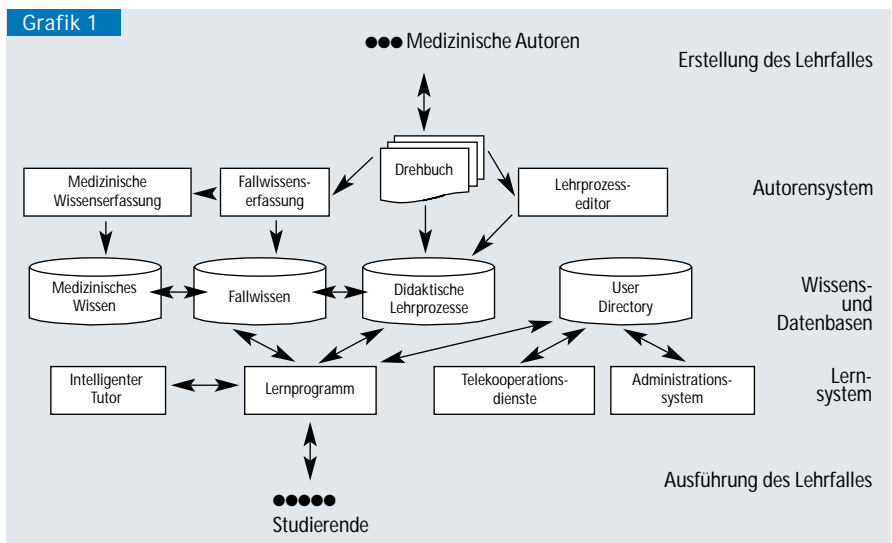 Grafik 1
●●● Medizinische Autoren
Erstellung des Lehrfalles
Medizinische
Wissenserfassung
Fallwissens-
erfassung
Drehbuch
Lehrprozess-
editor
Autorensystem
Medizinisches
Wissen
Fallwissen
Didaktische
Lehrprozesse
User
Directory
Wissens-
und
Datenbasen
Intelligenter
Tutor
Lernprogramm
Telekooperations-
dienste
Administrations-
system
Lern-
system
Ausführung des Lehrfalles
●●●●●
Studierende